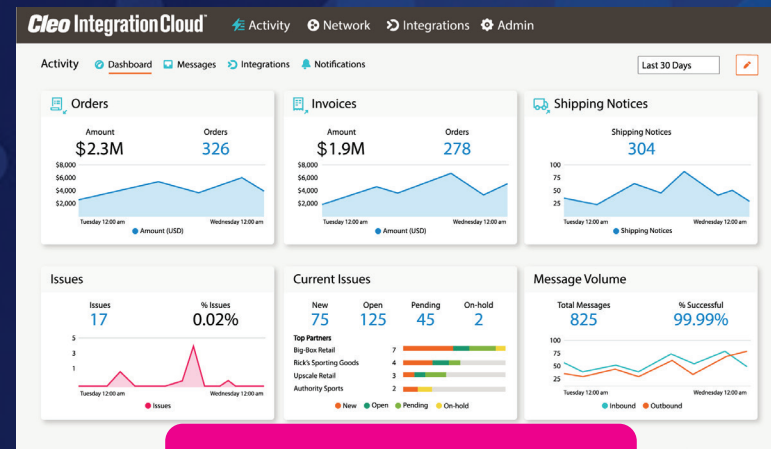 Cleo Integration Cloud Activity Network Integrations Admin
Activity Dashboard Messages Integrations Notifications Last 30 Days
Orders
Amount Orders
$2.3M 326
$8,000
$6,000
$4,000
$2,000
Tuesday 12:00 am Wednesday 12:00 am
Amount (USD)
Invoices
Amount Orders
$1.9M 278
$8,000
$6,000
$4,000
$2,000
Tuesday 12:00 am Wednesday 12:00 am
Amount (USD)
Shipping Notices
Shipping Notices
304
100
75
50
25
Tuesday 12:00 am Wednesday 12:00 am
Shipping Notices
Issues
Issues % Issues
17 0.02%
5
3
1
Tuesday 12:00 am Wednesday 12:00 am
Issues
Current Issues
New Open Pending On-hold
75 125 45 2
Top Partners
Big-Box Retail 7
Rick's Sporting Goods 4
Upscale Retail 3
Authority Sports 2
New Open Pending On-hold
Message Volume
Total Messages % Successful
825 99.99%
100
75
50
25
Tuesday 12:00 am Wednesday 12:00 am
Inbound Outbound